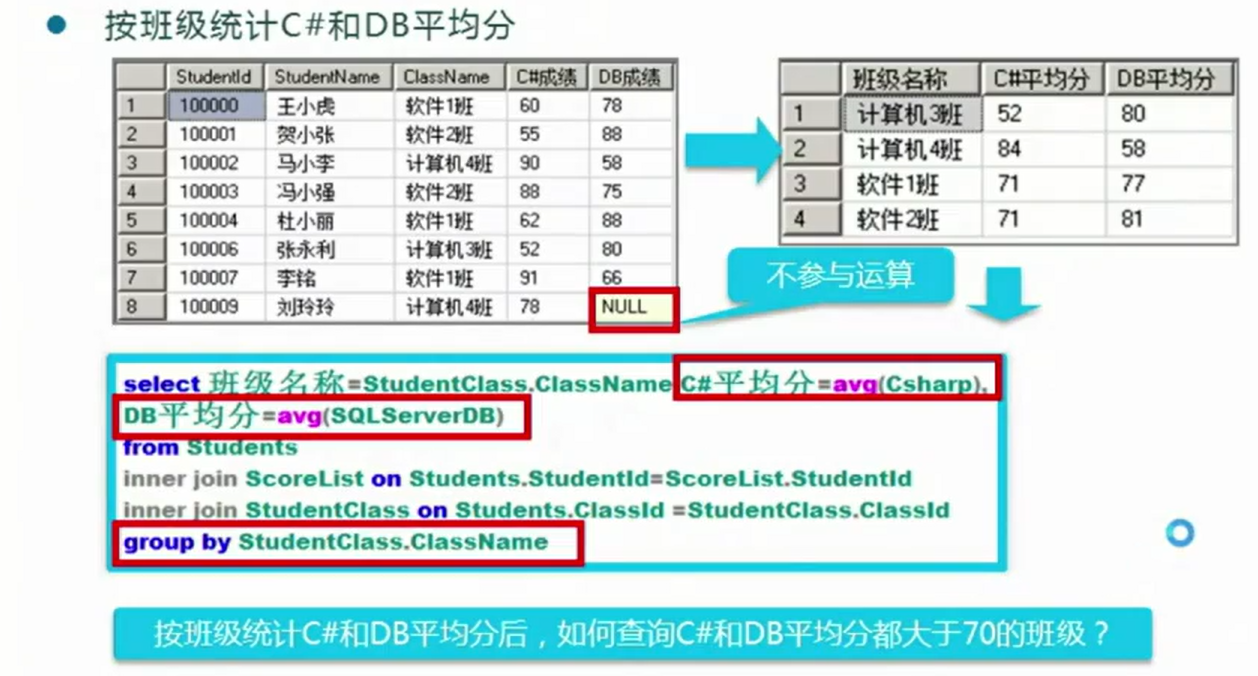 按班级统计C#和DB平均分
StudentId StudentName ClassName C#成绩 DB成绩
1 100000 王小虎 软件1班 60 78
2 100001 贺小张 软件2班 55 88
3 100002 马小李 计算机4班 90 58
4 100003 冯小强 软件2班 88 75
5 100004 杜小丽 软件1班 62 88
6 100006 张永利 计算机3班 52 80
7 100007 李铭 软件1班 91 66
8 100009 刘玲玲 计算机4班 78 NULL
班级名称 C#平均分 DB平均分
1 计算机3班 52 80
2 计算机4班 84 58
3 软件1班 71 77
4 软件2班 71 81
不参与运算
select 班级名称=StudentClass.ClassName C#平均分=avg(Csharp),
DB平均分=avg(SQLServerDB)
from Students
inner join ScoreList on Students.StudentId=ScoreList.StudentId
inner join StudentClass on Students.ClassId =StudentClass.ClassId
group by StudentClass.ClassName
按班级统计C#和DB平均分后，如何查询C#和DB平均分都大于70的班级？